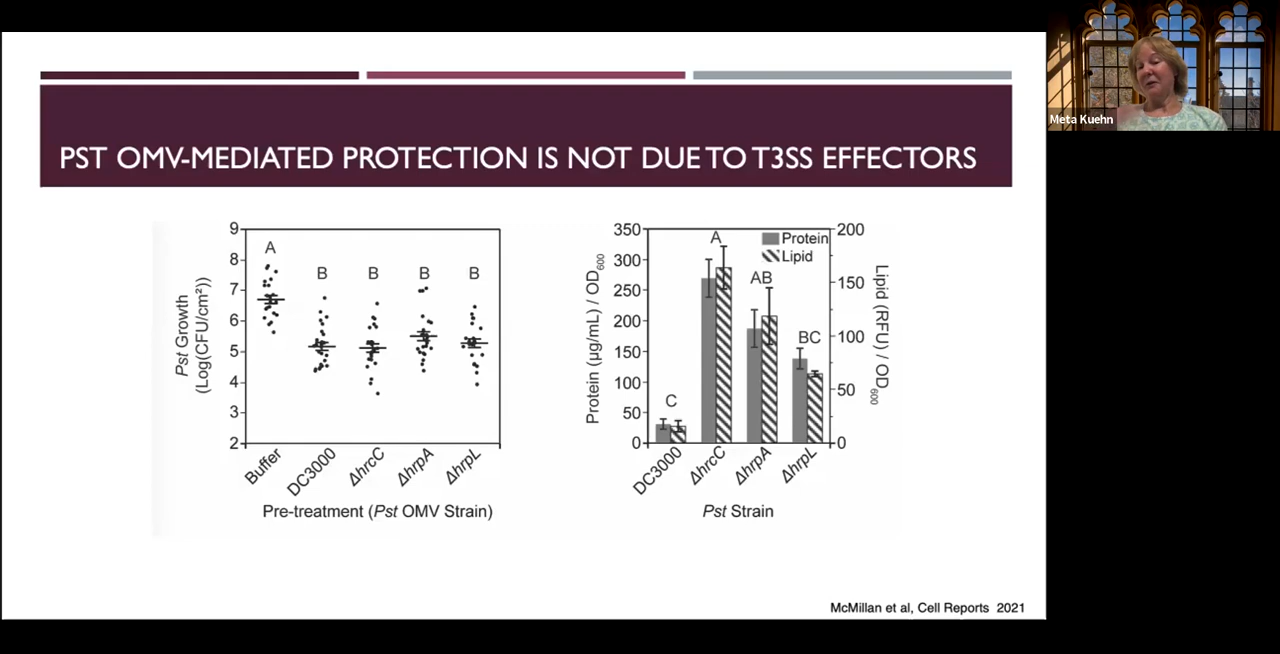 PST OMV-MEDIATED PROTECTION IS NOT DUE TO T3SS EFFECTORS
Meta Kuehn
Pst Growth
(Log(CFU/cm²))
9
8
7
6
5
4
3
2
A
B
B
B
B
Buffer
DC3000
ΔhrcC
ΔhrpA
ΔhrpL
Pre-treatment (Pst OMV Strain)
Protein (µg/mL) / OD600
350
300
250
200
150
100
50
0
C
A
AB
BC
Protein
Lipid
200
150
100
50
0
Lipid (RFU) / OD600
DC3000
ΔhrcC
ΔhrpA
ΔhrpL
Pst Strain
McMillan et al, Cell Reports 2021